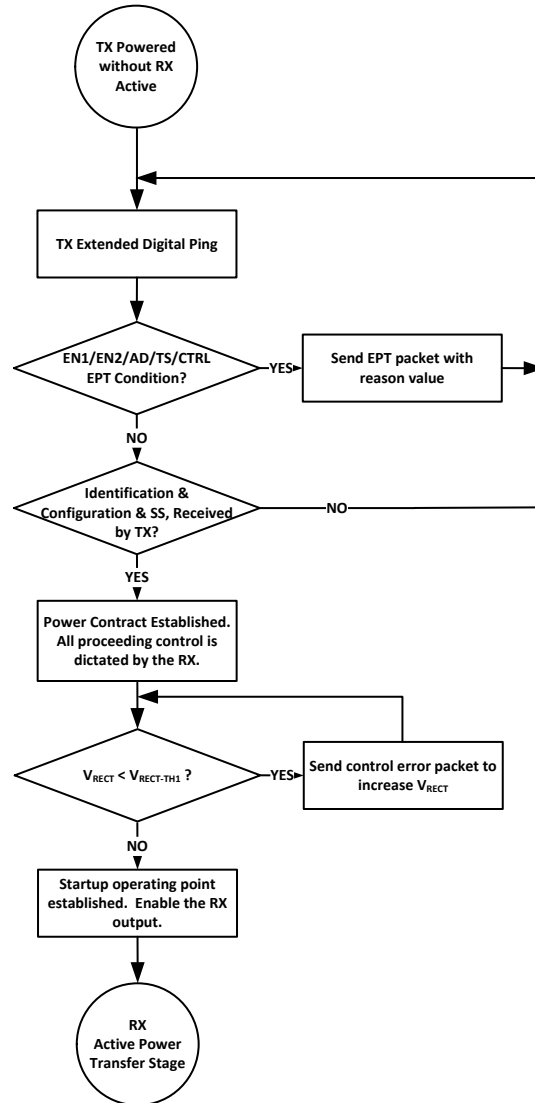 TX Powered
without RX
Active
TX Extended Digital Ping
EN1/EN2/AD/TS/CTRL
EPT Condition?
YES
Send EPT packet with
reason value
NO
Identification &
Configuration & SS, Received
by TX?
NO
YES
Power Contract Established.
All proceeding control is
dictated by the RX.
VRECT < VRECT-TH1 ?
YES
Send control error packet to
increase VRECT
NO
Startup operating point
established. Enable the RX
output.
RX
Active Power
Transfer Stage